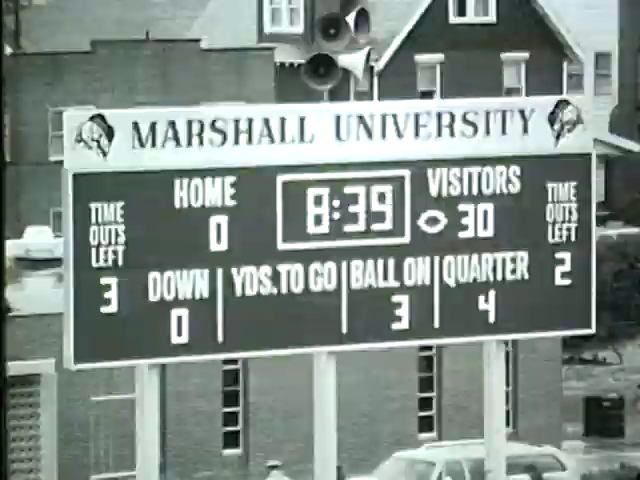 MARSHALL UNIVERSITY
HOME 8:39 VISITORS
0 30
TIME OUTS LEFT 3
TIME OUTS LEFT 2
DOWN YDS. TO GO BALL ON QUARTER
0 3 4